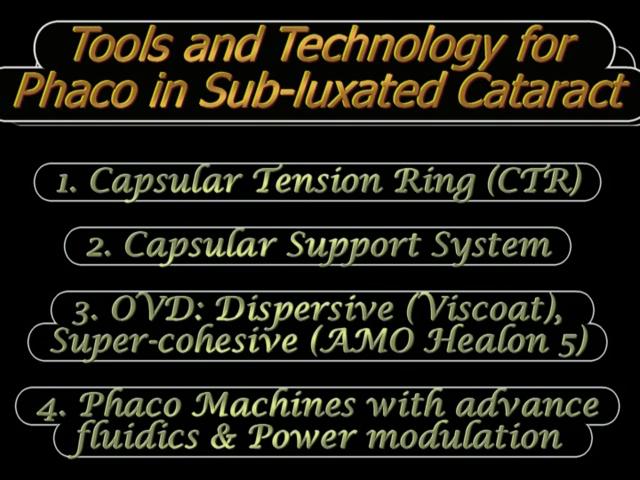 Tools and Technology for
Phaco in Sub-luxated Cataract
1. Capsular Tension Ring (CTR)
2. Capsular Support System
3. OVD: Dispersive (Viscoat),
Super-cohesive (AMO Healon 5)
4. Phaco Machines with advance
fluidics & Power modulation